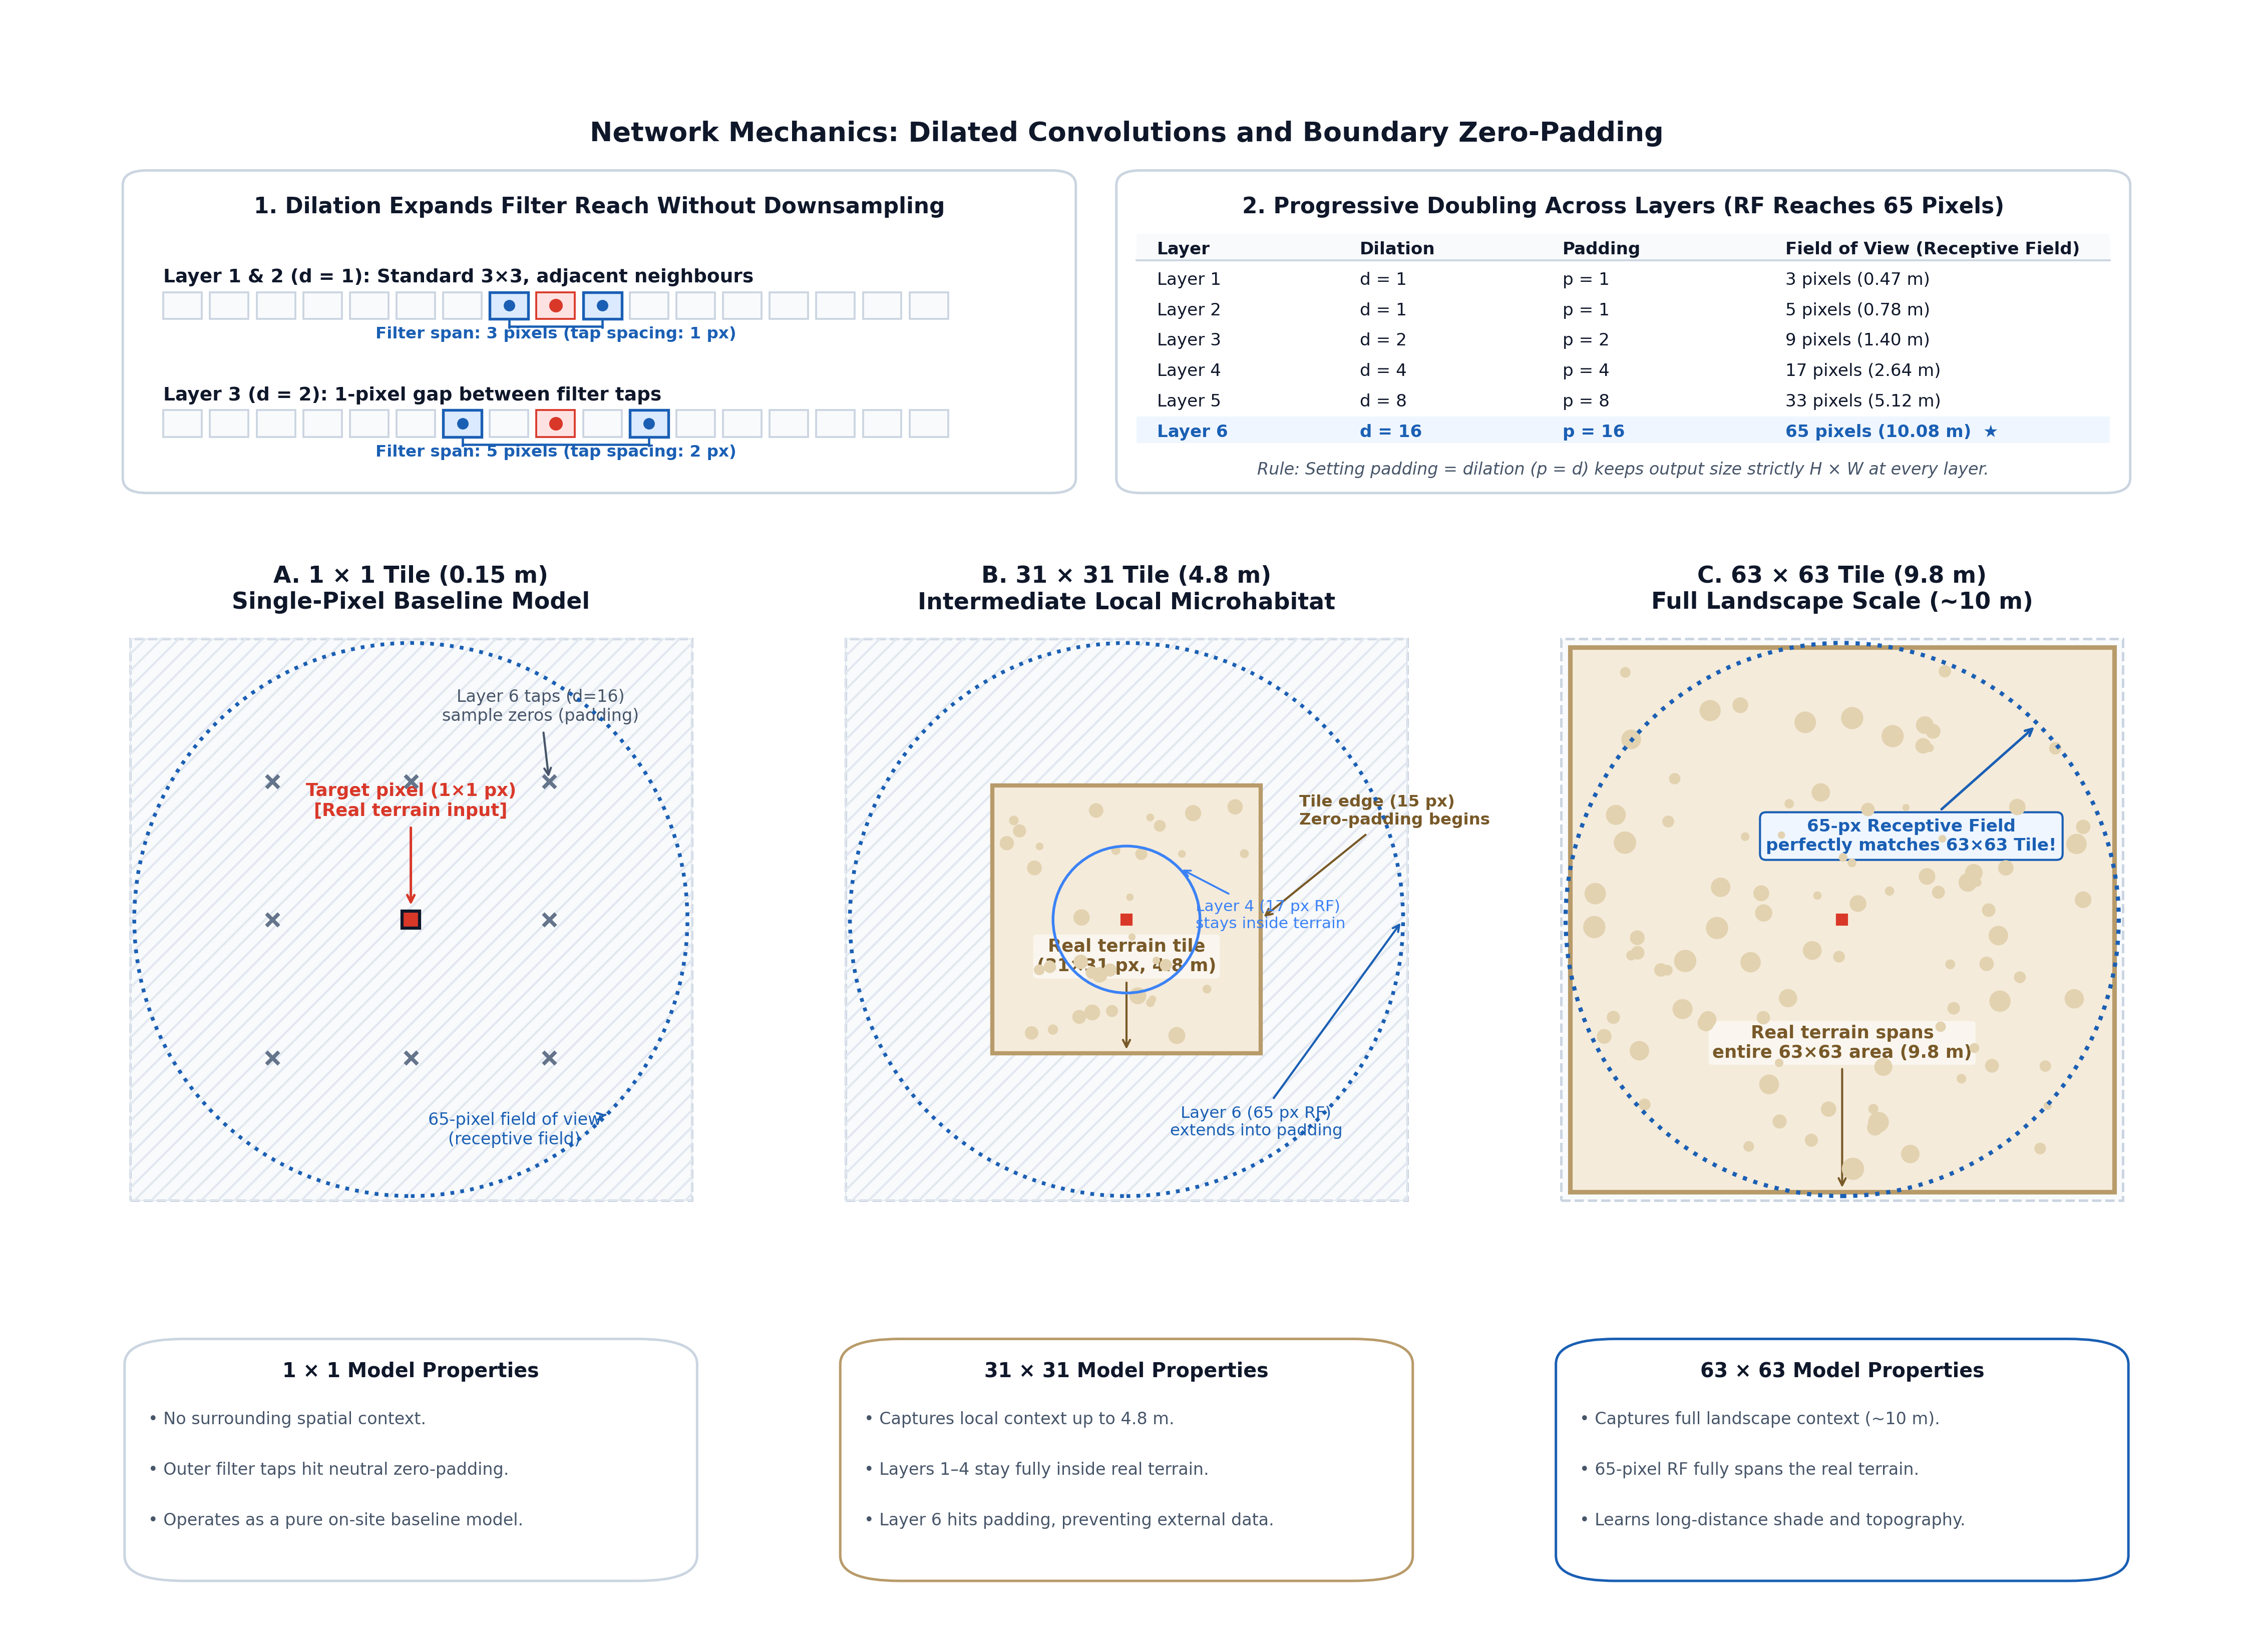 Network Mechanics: Dilated Convolutions and Boundary Zero-Padding
1. Dilation Expands Filter Reach Without Downsampling
Layer 1 & 2 (d = 1): Standard 3×3, adjacent neighbours
Filter span: 3 pixels (tap spacing: 1 px)
Layer 3 (d = 2): 1-pixel gap between filter taps
Filter span: 5 pixels (tap spacing: 2 px)
2. Progressive Doubling Across Layers (RF Reaches 65 Pixels)
Layer Dilation Padding Field of View (Receptive Field)
Layer 1 d = 1 p = 1 3 pixels (0.47 m)
Layer 2 d = 1 p = 1 5 pixels (0.78 m)
Layer 3 d = 2 p = 2 9 pixels (1.40 m)
Layer 4 d = 4 p = 4 17 pixels (2.64 m)
Layer 5 d = 8 p = 8 33 pixels (5.12 m)
Layer 6 d = 16 p = 16 65 pixels (10.08 m) ★
Rule: Setting padding = dilation (p = d) keeps output size strictly H × W at every layer.
A. 1 × 1 Tile (0.15 m)
Single-Pixel Baseline Model
Layer 6 taps (d=16)
sample zeros (padding)
Target pixel (1×1 px)
[Real terrain input]
65-pixel field of view
(receptive field)
B. 31 × 31 Tile (4.8 m)
Intermediate Local Microhabitat
Tile edge (15 px)
Zero-padding begins
Layer 4 (17 px RF)
stays inside terrain
Real terrain tile
(31×31 px, 4.8 m)
Layer 6 (65 px RF)
extends into padding
C. 63 × 63 Tile (9.8 m)
Full Landscape Scale (~10 m)
65-px Receptive Field
perfectly matches 63×63 Tile!
Real terrain spans
entire 63×63 area (9.8 m)
1 × 1 Model Properties
• No surrounding spatial context.
• Outer filter taps hit neutral zero-padding.
• Operates as a pure on-site baseline model.
31 × 31 Model Properties
• Captures local context up to 4.8 m.
• Layers 1–4 stay fully inside real terrain.
• Layer 6 hits padding, preventing external data.
63 × 63 Model Properties
• Captures full landscape context (~10 m).
• 65-pixel RF fully spans the real terrain.
• Learns long-distance shade and topography.